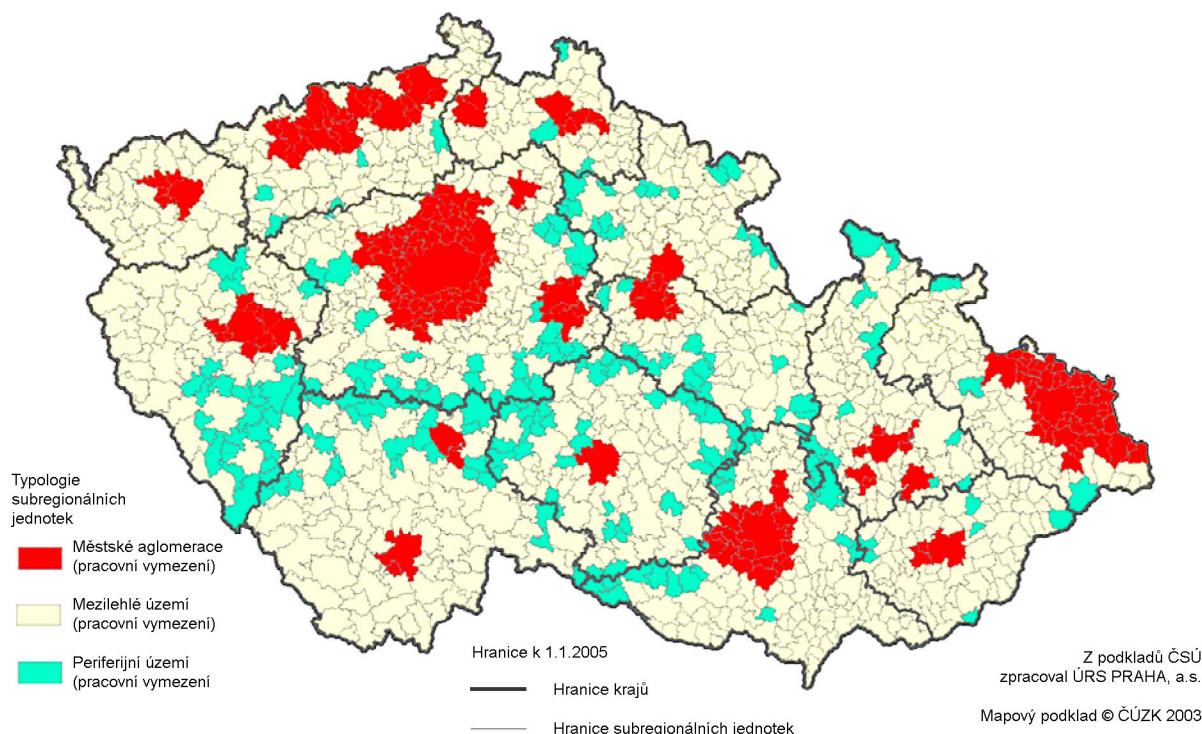 Typologie
subregionálních
jednotek
Městské aglomerace
(pracovní vymezení)
Mezilehlé území
(pracovní vymezení)
Periferijní území
(pracovní vymezení
Hranice k 1.1.2005
Hranice krajů
Hranice subregionálních jednotek
Z podkladů ČSÚ
zpracoval ÚRS PRAHA, a.s.
Mapový podklad © ČÚZK 2003